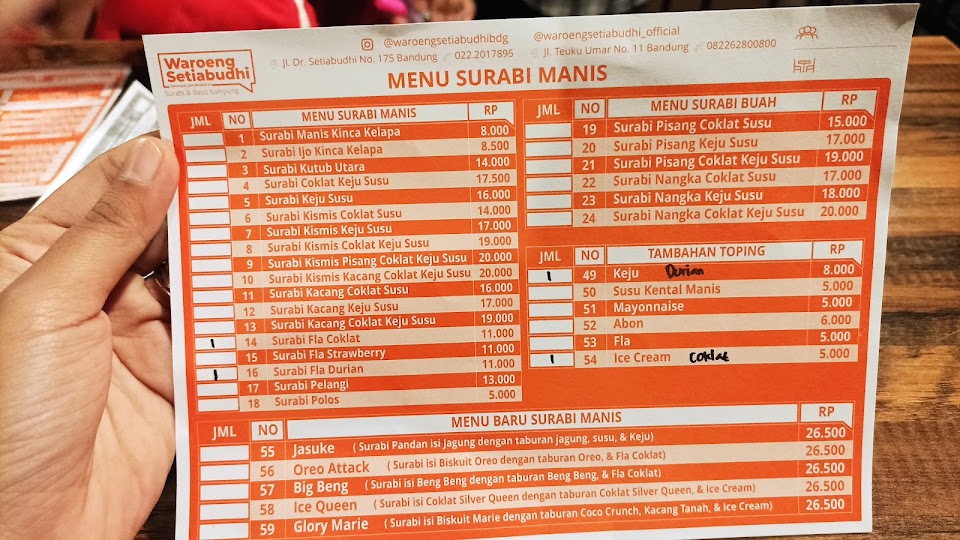 Waroeng
Setiabudhi
Surabi & Baso Kampung
@waroengsetiabudhibdg @waroengsetiabudhi_official
Jl. Dr. Setiabudhi No. 175 Bandung 022.2017895 Jl. Teuku Umar No. 11 Bandung 082262800800
MENU SURABI MANIS
JML NO MENU SURABI MANIS RP
1 Surabi Manis Kinca Kelapa 8.000
2 Surabi Ijo Kinca Kelapa 8.500
3 Surabi Kutub Utara 14.000
4 Surabi Coklat Keju Susu 17.500
5 Surabi Keju Susu 16.000
6 Surabi Kismis Coklat Susu 14.000
7 Surabi Kismis Keju Susu 17.000
8 Surabi Kismis Coklat Keju Susu 19.000
9 Surabi Kismis Pisang Coklat Keju Susu 20.000
10 Surabi Kismis Kacang Coklat Keju Susu 20.000
11 Surabi Kacang Coklat Susu 16.000
12 Surabi Kacang Keju Susu 17.000
13 Surabi Kacang Coklat Keju Susu 19.000
1 14 Surabi Fla Coklat 11.000
15 Surabi Fla Strawberry 11.000
1 16 Surabi Fla Durian 11.000
17 Surabi Pelangi 13.000
18 Surabi Polos 5.000
JML NO MENU SURABI BUAH RP
19 Surabi Pisang Coklat Susu 15.000
20 Surabi Pisang Keju Susu 17.000
21 Surabi Pisang Coklat Keju Susu 19.000
22 Surabi Nangka Coklat Susu 17.000
23 Surabi Nangka Keju Susu 18.000
24 Surabi Nangka Coklat Keju Susu 20.000
JML NO TAMBAHAN TOPING RP
1 49 Keju Durian 8.000
50 Susu Kental Manis 5.000
51 Mayonnaise 5.000
52 Abon 6.000
53 Fla 5.000
1 54 Ice Cream Coklat 5.000
JML NO MENU BARU SURABI MANIS RP
55 Jasuke (Surabi Pandan isi Jagung dengan taburan jagung, susu, & Keju) 26.500
56 Oreo Attack (Surabi isi Biskuit Oreo dengan taburan Oreo, & Fla Coklat) 26.500
57 Big Beng (Surabi isi Beng Beng dengan taburan Beng Beng, & Fla Coklat) 26.500
58 Ice Queen (Surabi isi Coklat Silver Queen dengan taburan Coklat Silver Queen, & Ice Cream) 26.500
59 Glory Marie (Surabi isi Biskuit Marie dengan taburan Coco Crunch, Kacang Tanah, & Ice Cream) 26.500